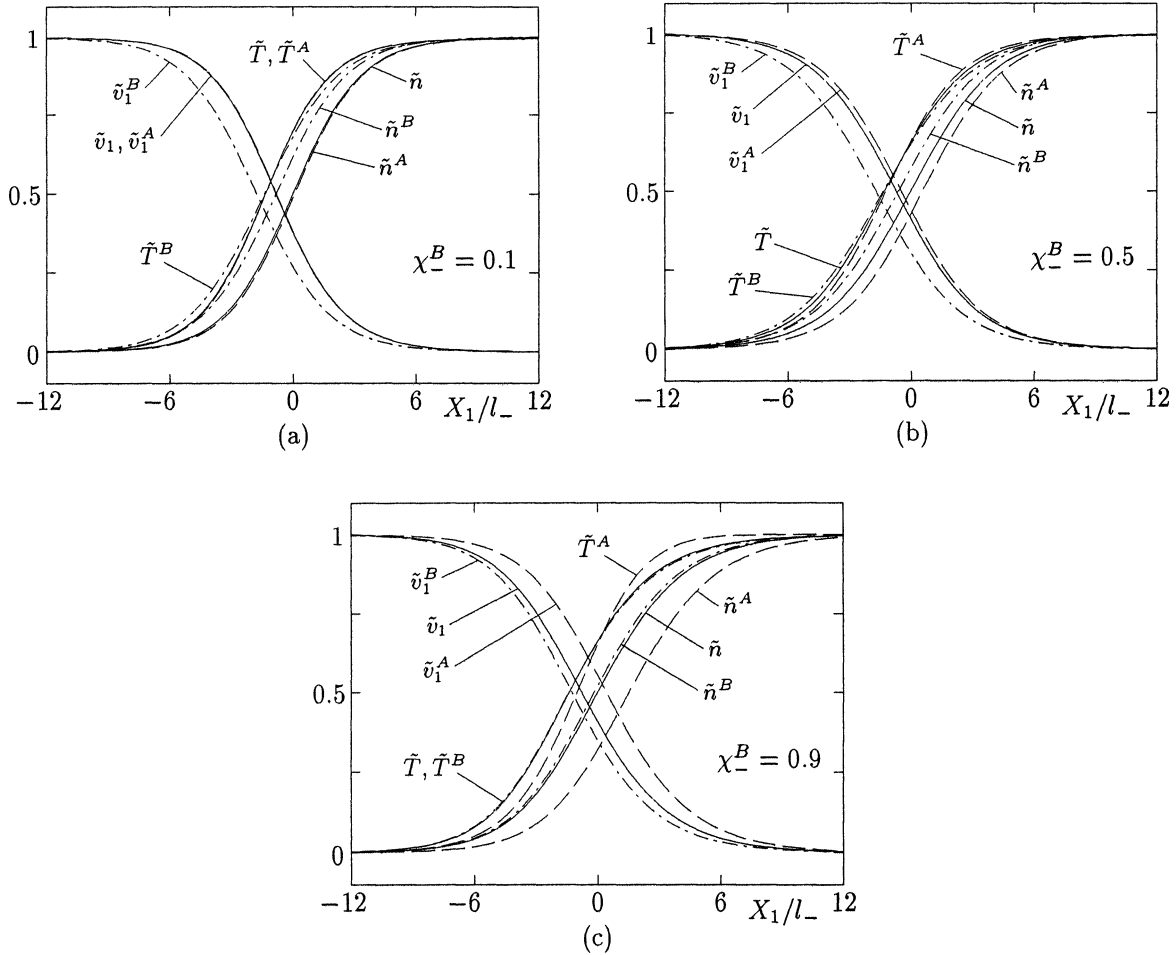 1
0.5
0
−12
−6
0
6
12
X₁/l₋
ṽ₁ᴮ
ṽ₁, ṽ₁ᴬ
T̃, T̃ᴬ
ñ
ñᴮ
ñᴬ
T̃ᴮ
χ₋ᴮ = 0.1
(a)
1
0.5
0
−12
−6
0
6
12
X₁/l₋
ṽ₁ᴮ
ṽ₁
ṽ₁ᴬ
T̃ᴬ
ñᴬ
ñ
ñᴮ
T̃
T̃ᴮ
χ₋ᴮ = 0.5
(b)
1
0.5
0
−12
−6
0
6
12
X₁/l₋
ṽ₁ᴮ
ṽ₁
ṽ₁ᴬ
T̃ᴬ
ñᴬ
ñ
ñᴮ
T̃, T̃ᴮ
χ₋ᴮ = 0.9
(c)